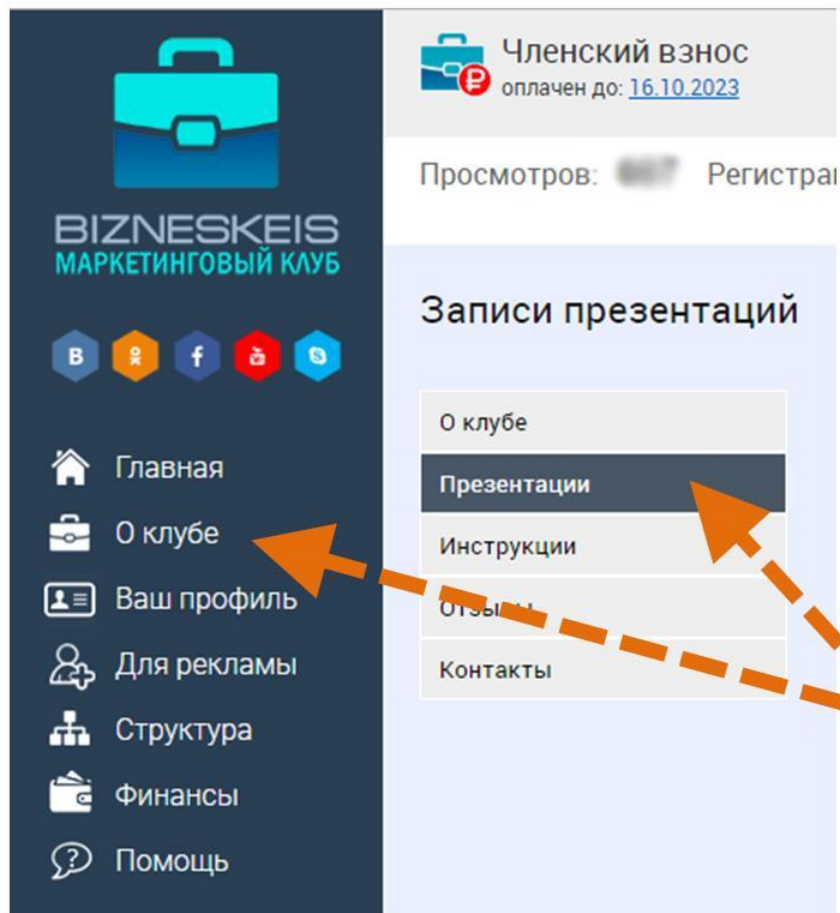 BIZNESKEIS
МАРКЕТИНГОВЫЙ КЛУБ
Главная
О клубе
Ваш профиль
Для рекламы
Структура
Финансы
Помощь
Членский взнос
оплачен до: 16.10.2023
Просмотров:
Записи презентаций
О клубе
Презентации
Инструкции
Контакты